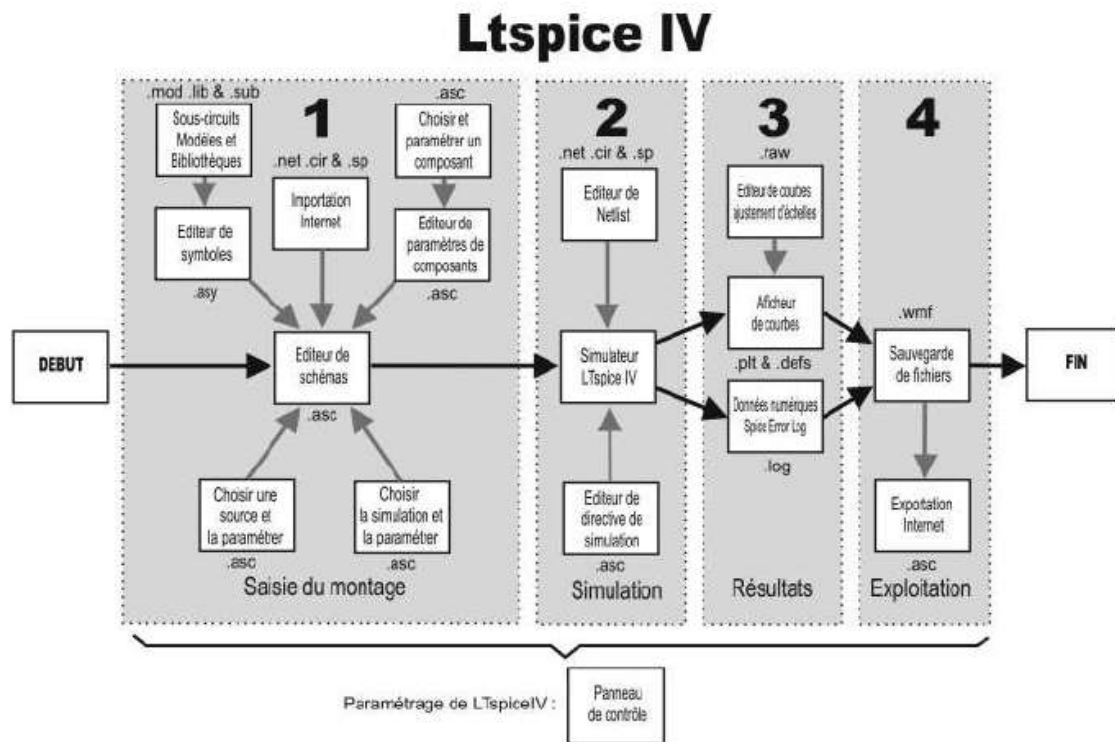 Ltspice IV
.mod .lib & .sub
1
Sous-circuits
Modèles et
Bibliothèques
.net .cir & .sp
Importation
Internet
.asc
Choisir et
paramétrer un
composant
Editeur de
symboles
.asy
Editeur de
paramètres de
composants
.asc
DEBUT
Editeur de
schémas
.asc
Choisir une
source et
la paramétrer
.asc
Choisir
la simulation et
la paramétrer
.asc
Saisie du montage
2
.net .cir & .sp
Editeur de
Netlist
Simulateur
LTspice IV
Editeur de
directive de
simulation
.asc
Simulation
3
.raw
Editeur de courbes
ajustement d'échelles
Aficheur
de courbes
.plt & .defs
Données numériques
Spice Error Log
.log
Résultats
4
.wmf
Sauvegarde
de fichiers
Exportation
Internet
.asc
Exploitation
FIN
Paramétrage de LTspiceIV :
Panneau
de contrôle